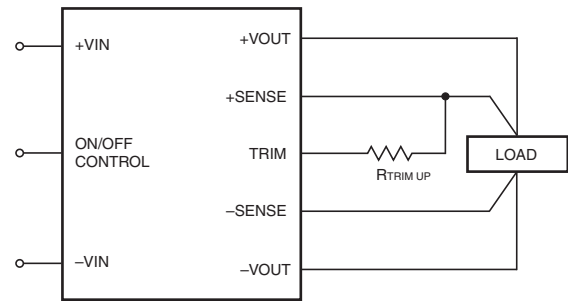 +VIN
ON/OFF
CONTROL
–VIN
+VOUT
+SENSE
TRIM
–SENSE
–VOUT
RTRIM UP
LOAD